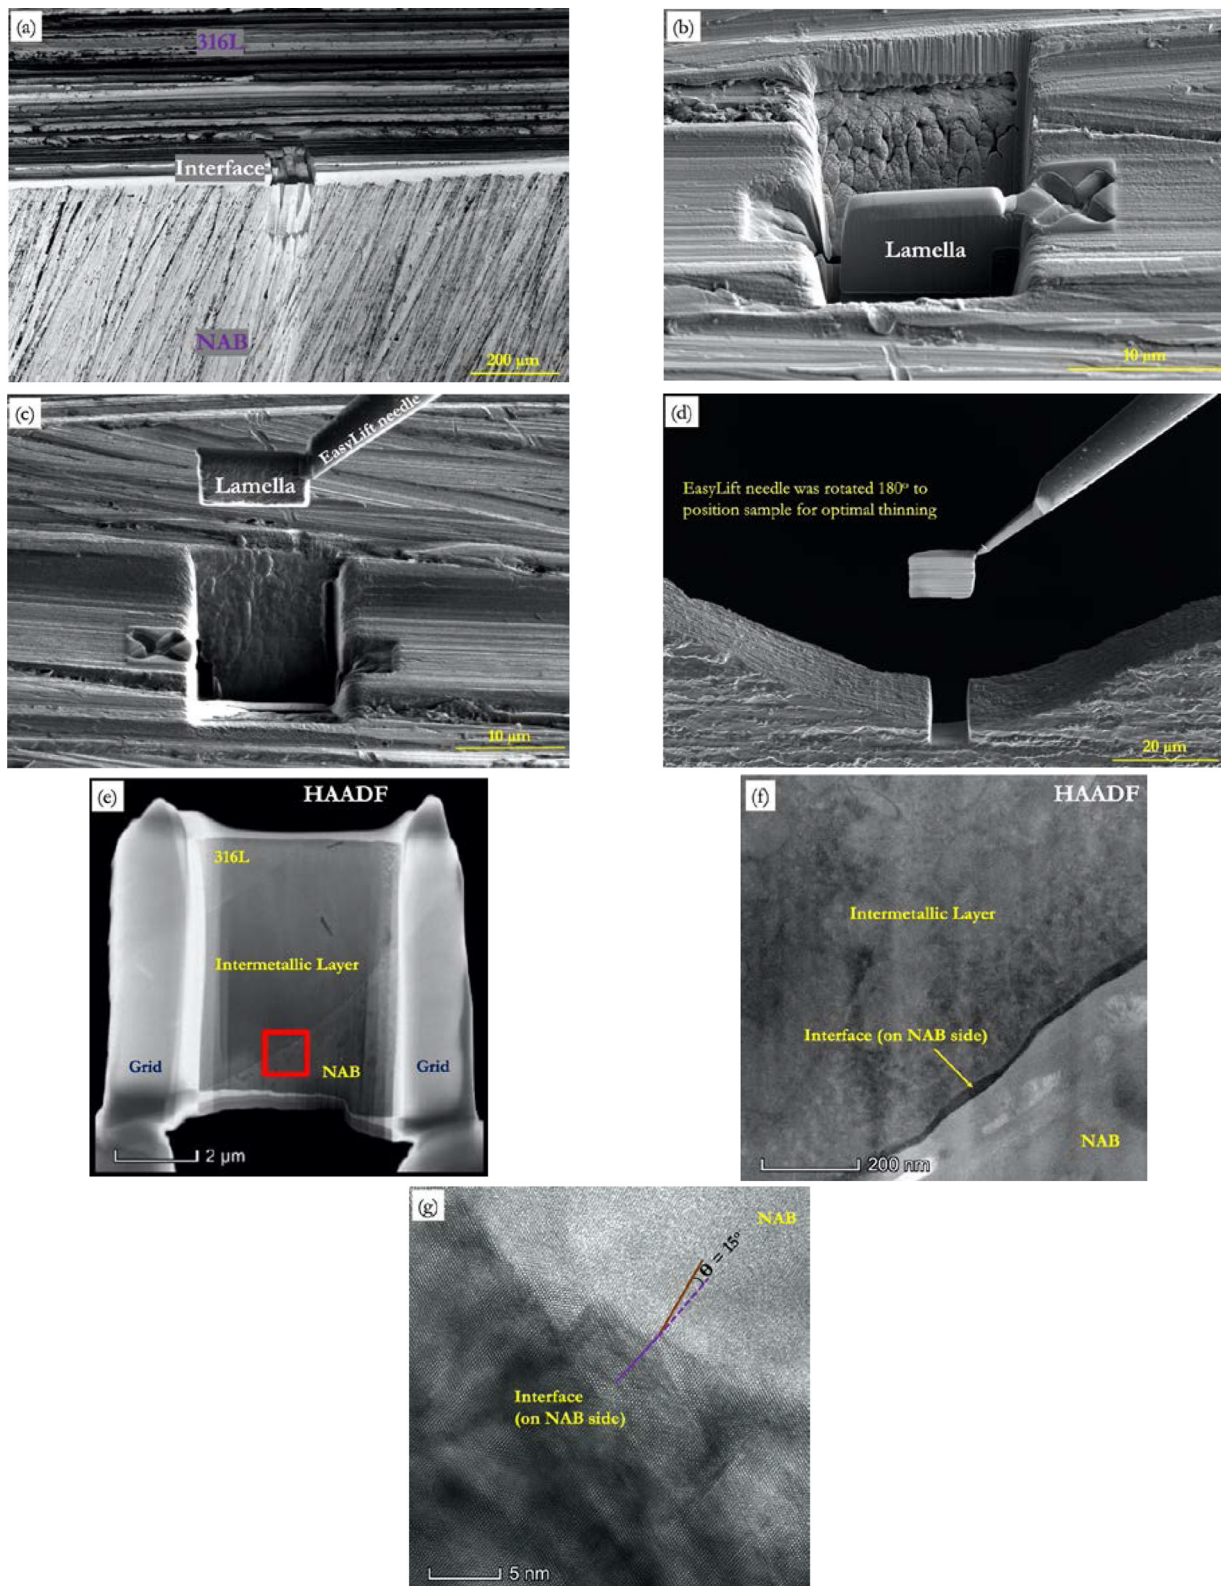 (a)
316L
Interface
NAB
200 µm
(b)
Lamella
10 µm
(c)
EasyLift needle
Lamella
10 µm
(d)
EasyLift needle was rotated 180° to
position sample for optimal thinning
20 µm
(e)
HAADF
316L
Intermetallic Layer
Grid
NAB
Grid
2 µm
(f)
HAADF
Intermetallic Layer
Interface (on NAB side)
NAB
200 nm
(g)
NAB
Θ = 15°
Interface
(on NAB side)
5 nm